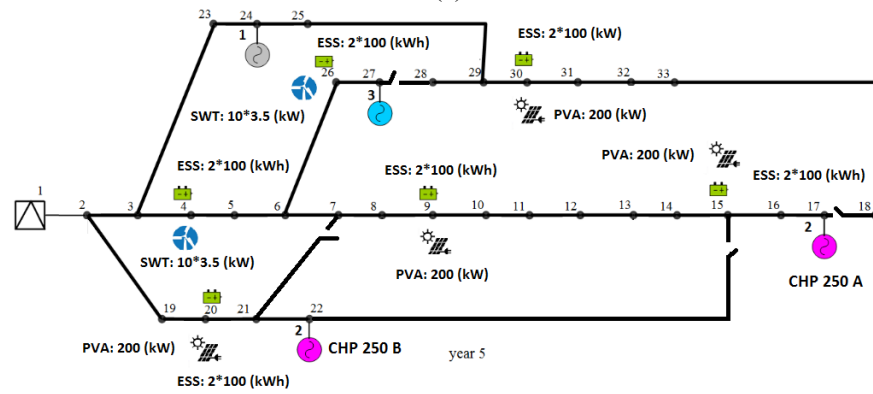 23 24 25
1
ESS: 2*100 (kWh)
ESS: 2*100 (kW)
26 27 28 29 30 31 32 33
SWT: 10*3.5 (kW)
3
PVA: 200 (kW)
PVA: 200 (kW)
ESS: 2*100 (kWh)
ESS: 2*100 (kWh)
ESS: 2*100 (kWh)
1 2 3 4 5 6 7 8 9 10 11 12 13 14 15 16 17 18
2
SWT: 10*3.5 (kW)
PVA: 200 (kW)
CHP 250 A
19 20 21 22
2
PVA: 200 (kW)
CHP 250 B
year 5
ESS: 2*100 (kWh)